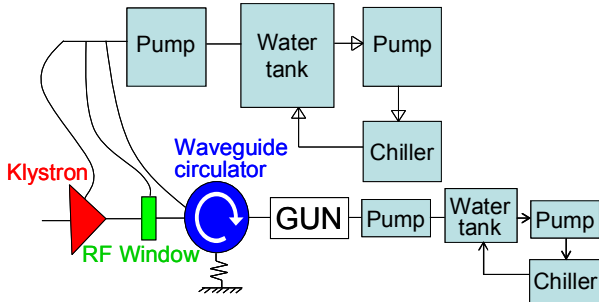 Pump
Water
tank
Pump
Chiller
Waveguide
circulator
Klystron
RF Window
GUN
Pump
Water
tank
Pump
Chiller